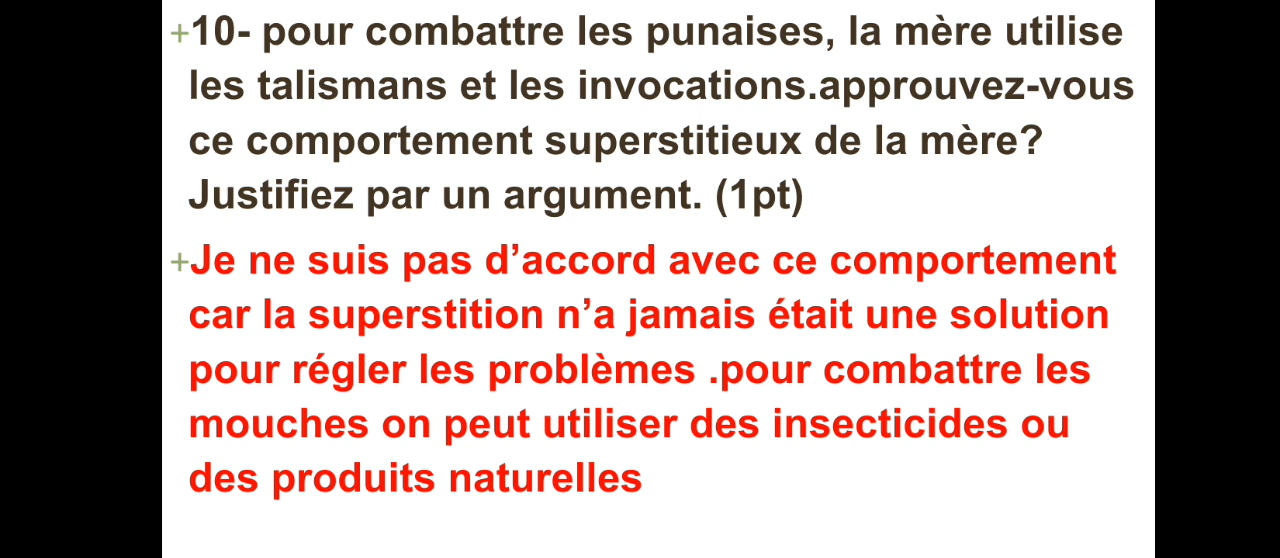 +10- pour combattre les punaises, la mère utilise
les talismans et les invocations.approuvez-vous
ce comportement superstitieux de la mère?
Justifiez par un argument. (1pt)
+Je ne suis pas d’accord avec ce comportement
car la superstition n’a jamais était une solution
pour régler les problèmes .pour combattre les
mouches on peut utiliser des insecticides ou
des produits naturelles